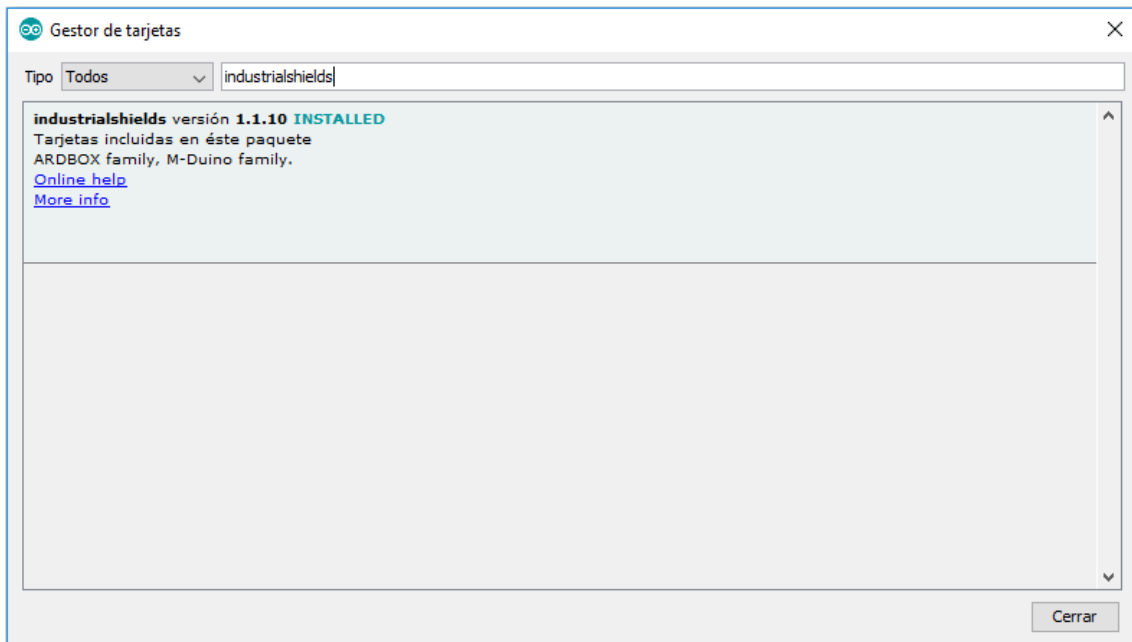 Gestor de tarjetas
Tipo Todos industrialshields
industrialshields versión 1.1.10 INSTALLED
Tarjetas incluidas en éste paquete
ARDBOX family, M-Duino family.
Online help
More info
Cerrar